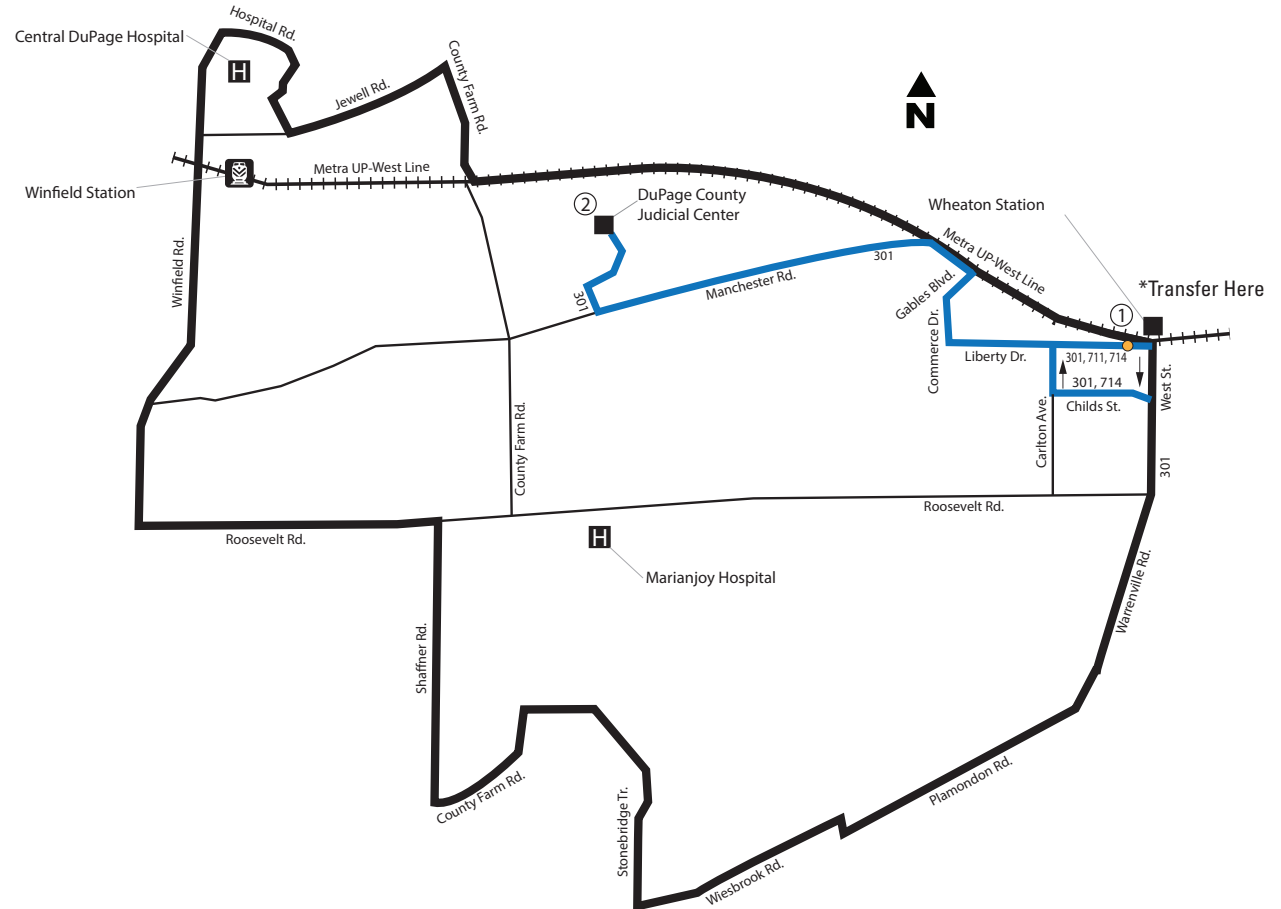 Hospital Rd.
Central DuPage Hospital
H
County Farm Rd.
Jewell Rd.
N
Metra UP-West Line
Winfield Station
2
DuPage County
Judicial Center
Wheaton Station
Winfield Rd.
Metra UP-West Line
301
*Transfer Here
Manchester Rd.
Gables Blvd.
301
1
Commerce Dr.
Liberty Dr.
301, 711, 714
301, 714
West St.
Childs St.
Carlton Ave.
County Farm Rd.
301
Roosevelt Rd.
Roosevelt Rd.
H
Marianjoy Hospital
Warrenville Rd.
Shaffner Rd.
County Farm Rd.
Stonebridge Tr.
Plamondon Rd.
Wiesbrook Rd.